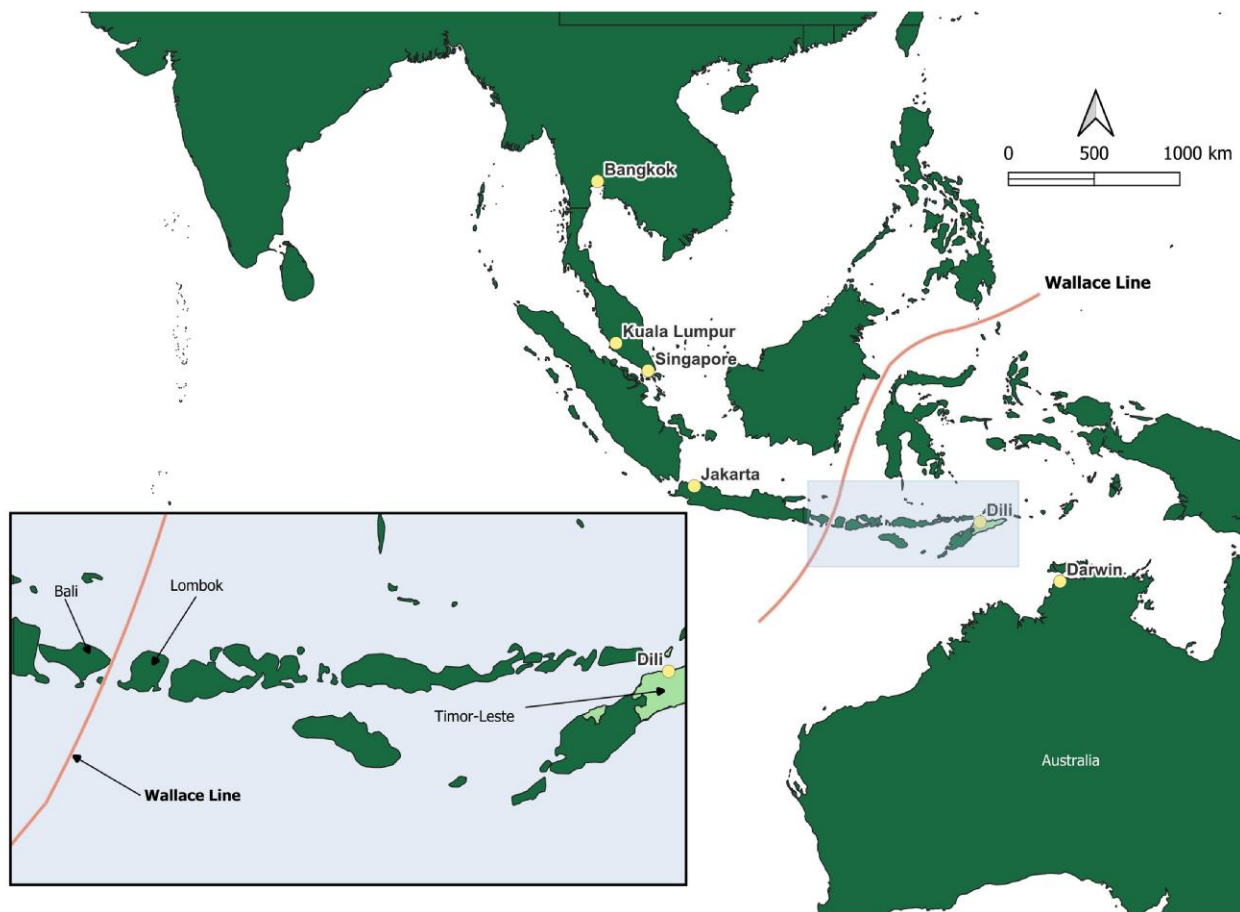 Bangkok
0 500 1000 km
Wallace Line
Kuala Lumpur
Singapore
Jakarta
Dili
Darwin
Australia
Bali
Lombok
Dili
Timor-Leste
Wallace Line